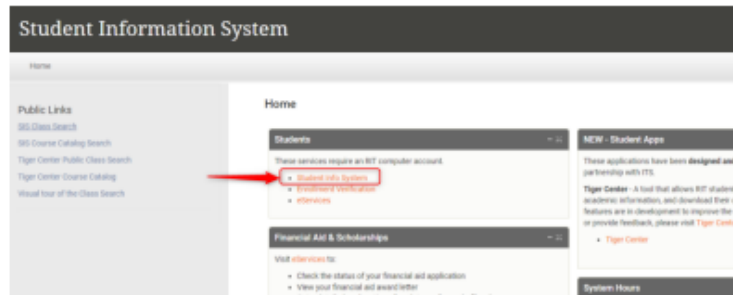 Student Information System
Home
Public Links
SIS Class Search
SIS Course Catalog Search
Tiger Center Public Class Search
Tiger Center Course Catalog
Visual tour of the Class Search
Home
Students
These services require an RIT computer account.
Student Info System
Enrollment Verification
eServices
Financial Aid & Scholarships
Visit eServices to:
Check the status of your financial aid application
View your financial aid award letter
NEW - Student Apps
These applications have been designed and
partnership with ITS.
Tiger Center - A tool that allows RIT studen
academic information, and download their
features are in development to improve the
or provide feedback, please visit Tiger Cent
Tiger Center
System Hours